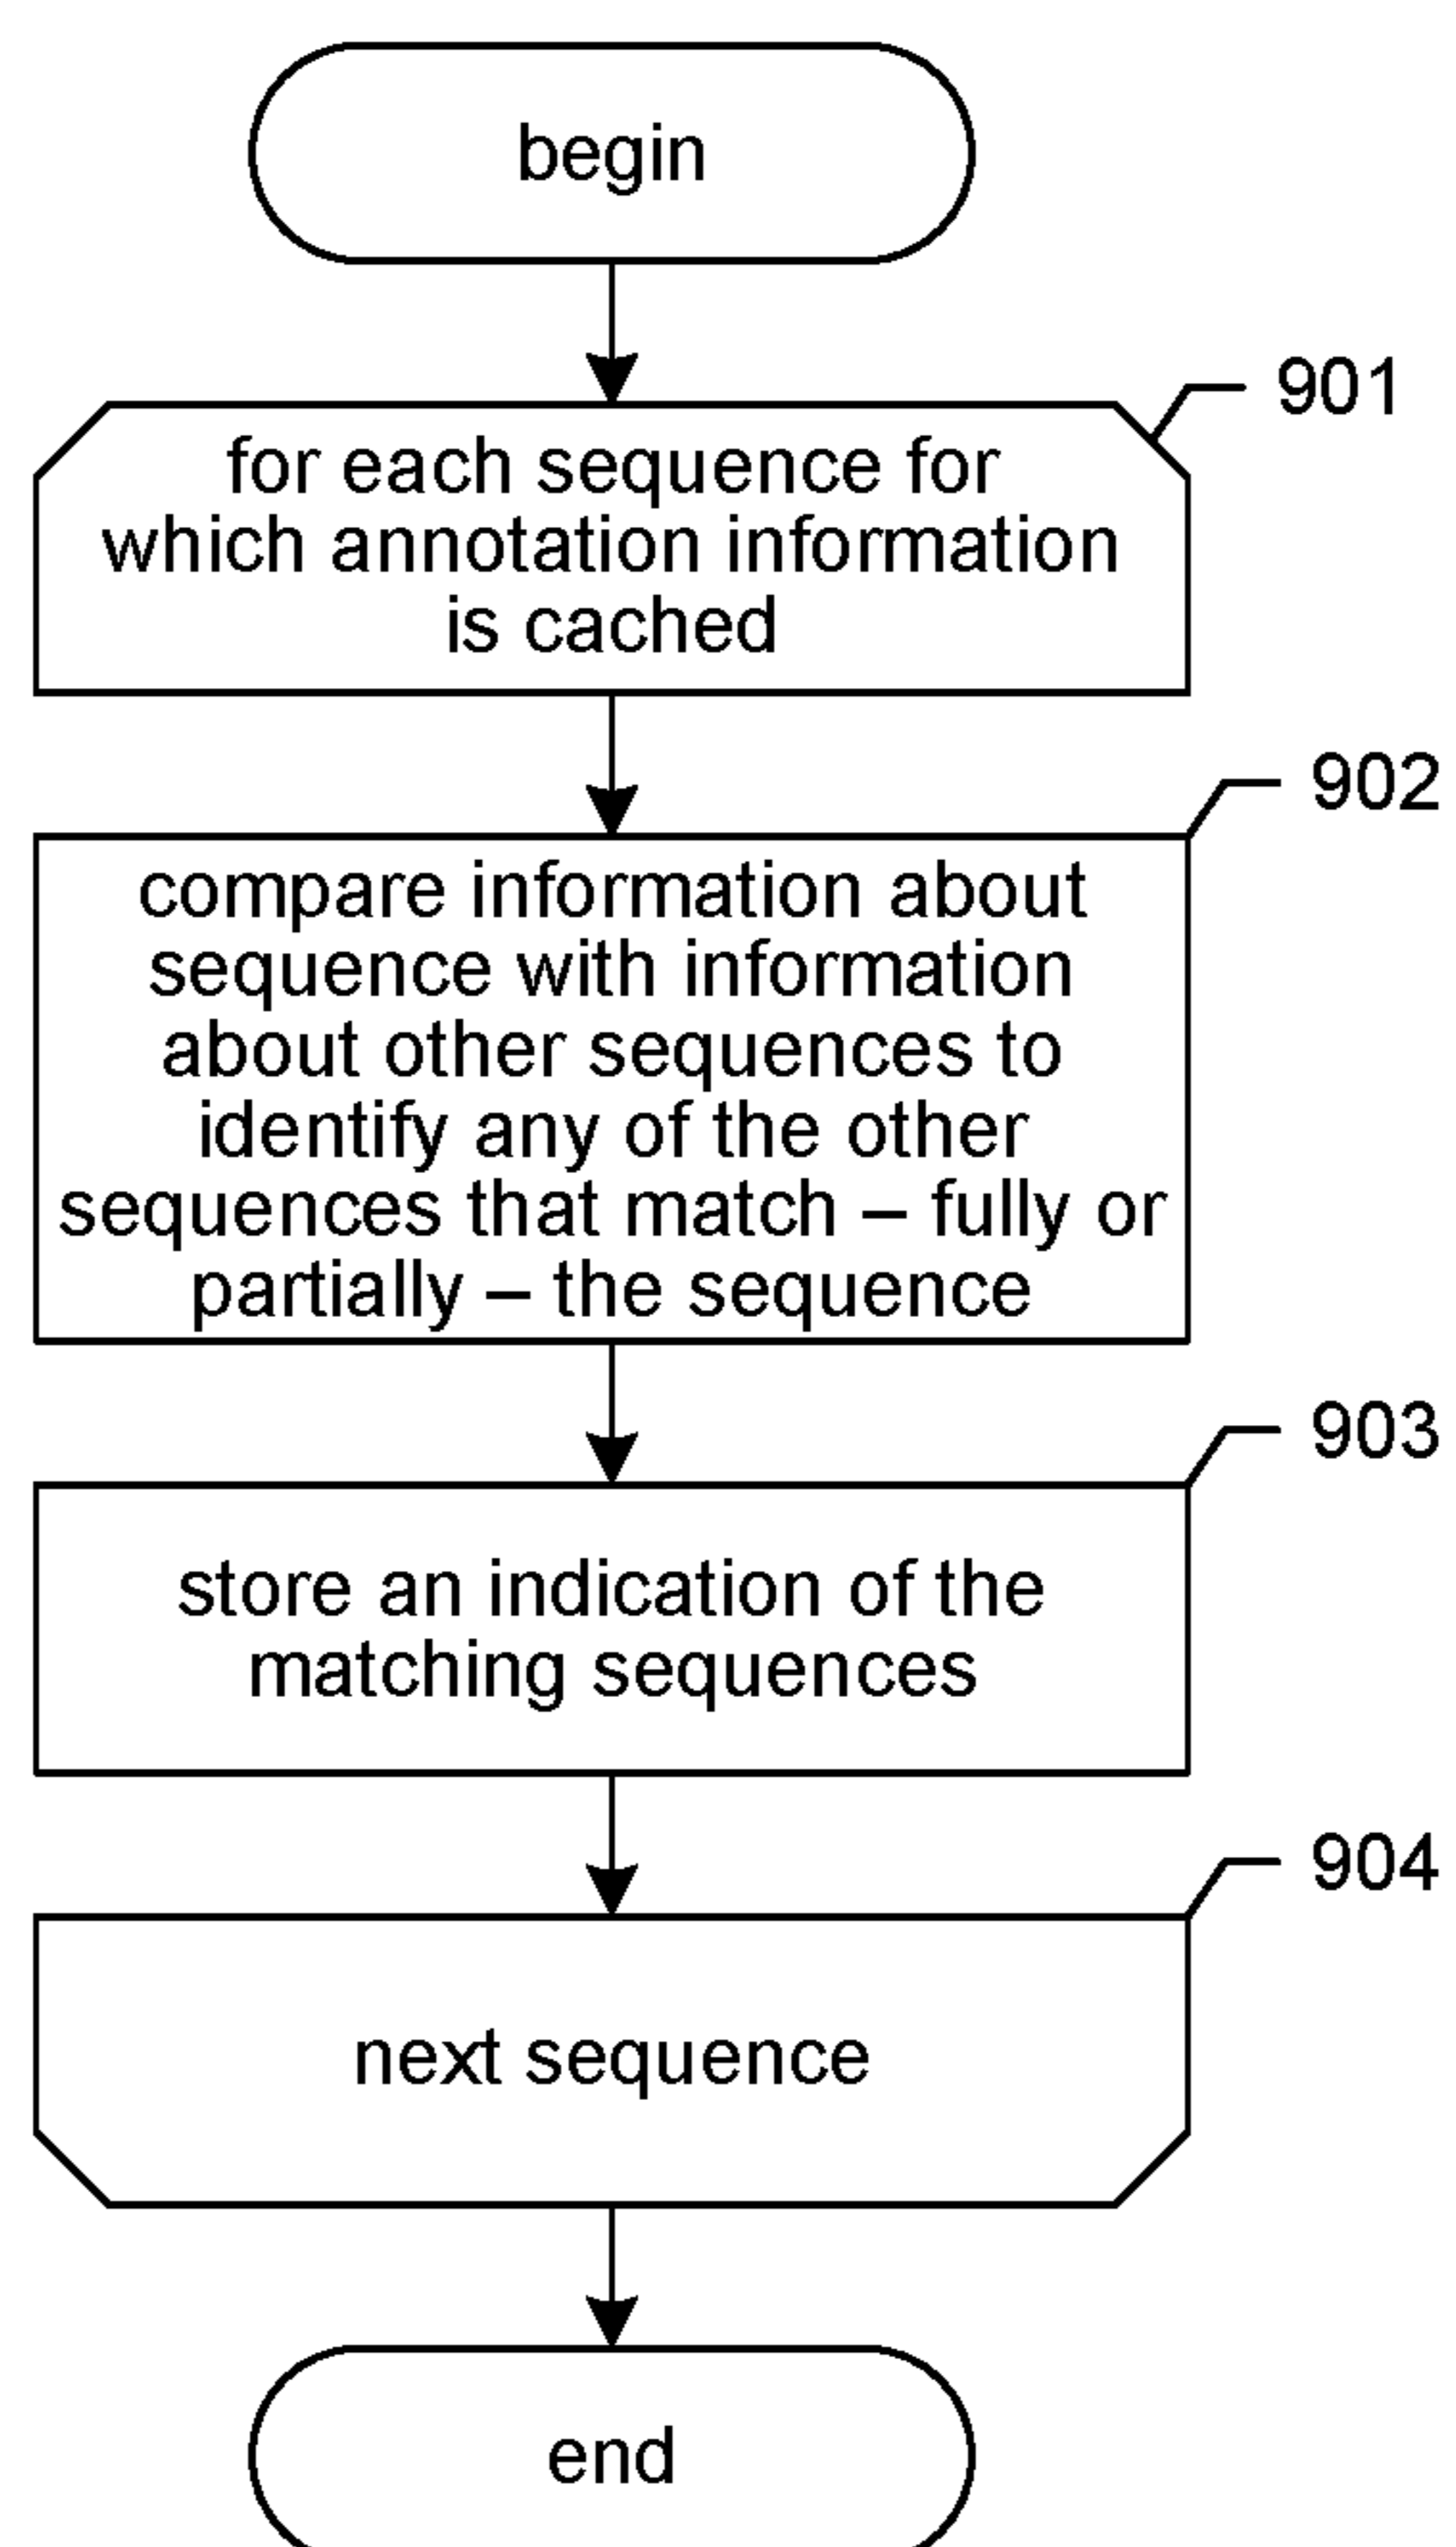 begin
901
for each sequence for
which annotation information
is cached
902
compare information about
sequence with information
about other sequences to
identify any of the other
sequences that match – fully or
partially – the sequence
903
store an indication of the
matching sequences
904
next sequence
end